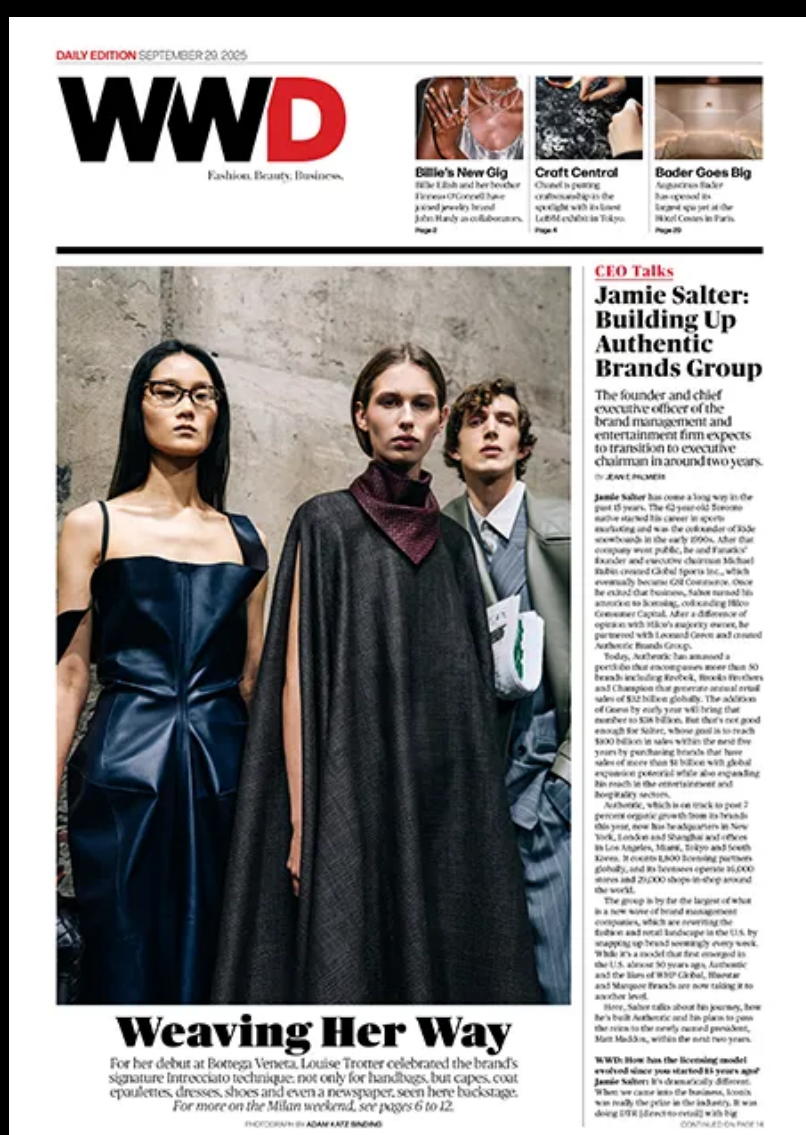 DAILY EDITION SEPTEMBER 29, 2025
WWD
Fashion. Beauty. Business.
Billie's New Gig
Billie Eilish and her brother
Finneas O'Connell have
joined jewelry brand
John Hardy as collaborators.
Page 2
Craft Central
Chanel is putting
craftsmanship in the
spotlight with its latest
Le19M exhibit in Tokyo.
Page 4
Bader Goes Big
Augustinus Bader
has opened its
largest spa yet at the
Hôtel Costes in Paris.
Page 29
CEO Talks
Jamie Salter:
Building Up
Authentic
Brands Group
The founder and chief
executive officer of the
brand management and
entertainment firm expects
to transition to executive
chairman in around two years.
BY JEAN E. PALMIERI
Jamie Salter has come a long way in the
past 15 years. The 62-year-old Toronto
native started his career in sports
marketing and was the cofounder of Ride
snowboards in the early 1990s. After that
company went public, he and Fanatics'
founder and executive chairman Michael
Rubin created Global Sports Inc., which
eventually became GSI Commerce. Once
he exited that business, Salter turned his
attention to licensing, cofounding Hilco
Consumer Capital. After a difference of
opinion with Hilco's majority owner, he
partnered with Leonard Green and created
Authentic Brands Group.
Today, Authentic has amassed a
portfolio that encompasses more than 50
brands including Reebok, Brooks Brothers
and Champion that generate annual retail
sales of $32 billion globally. The addition
of Guess by early year will bring that
number to $38 billion. But that's not good
enough for Salter, whose goal is to reach
$100 billion in sales within the next five
years by purchasing brands that have
sales of more than $1 billion with global
expansion potential while also expanding
his reach in the entertainment and
hospitality sectors.
Authentic, which is on track to post 7
percent organic growth from its brands
this year, now has headquarters in New
York, London and Shanghai and offices
in Los Angeles, Miami, Tokyo and South
Korea. It counts 1,800 licensing partners
globally, and its licensees operate 16,000
stores and 29,000 shops-in-shop around
the world.
The group is by far the largest of what
is a new wave of brand management
companies, which are rewriting the
fashion and retail landscape in the U.S. by
snapping up brand seemingly every week.
While it's a model that first emerged in
the U.S. almost 50 years ago, Authentic
and the likes of WHP Global, Bluestar
and Marquee Brands are now taking it to
another level.
Here, Salter talks about his journey, how
he's built Authentic and his plans to pass
the reins to the newly named president,
Matt Maddox, within the next two years.
WWD: How has the licensing model
evolved since you started 15 years ago?
Jamie Salter: It's dramatically different.
When we came into the business, Iconix
was really the prize in the industry. It was
doing DTR [direct-to-retail] with big
CONTINUED ON PAGE 14
Weaving Her Way
For her debut at Bottega Veneta, Louise Trotter celebrated the brand's
signature Intrecciato technique: not only for handbags, but capes, coat
epaulettes, dresses, shoes and even a newspaper, seen here backstage.
For more on the Milan weekend, see pages 6 to 12.
PHOTOGRAPH BY ADAM KATZ SINDING